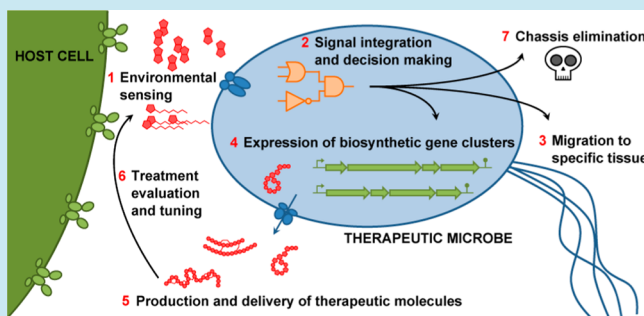 HOST CELL
1 Environmental
sensing
2 Signal integration
and decision making
7 Chassis elimination
3 Migration to
specific tissue
4 Expression of biosynthetic gene clusters
6 Treatment
evaluation
and tuning
THERAPEUTIC MICROBE
5 Production and delivery of therapeutic molecules